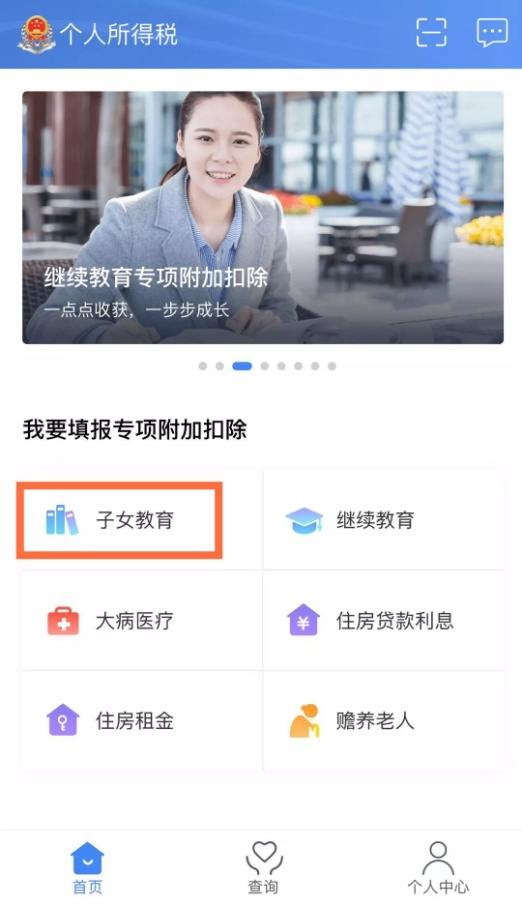 个人所得税
继续教育专项附加扣除
一点点收获，一步步成长
我要填报专项附加扣除
子女教育
继续教育
大病医疗
住房贷款利息
住房租金
赡养老人
首页
查询
个人中心